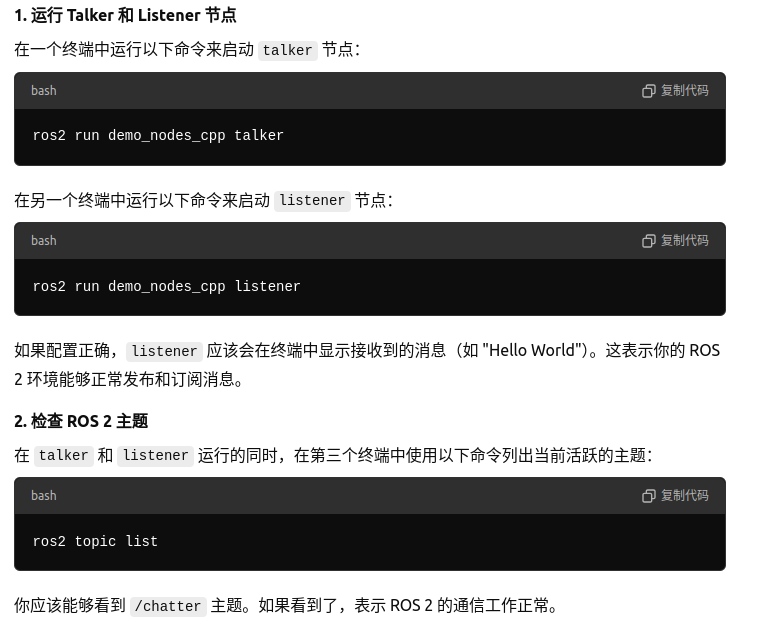 1. 运行 Talker 和 Listener 节点
在一个终端中运行以下命令来启动 talker 节点：
bash 复制代码
ros2 run demo_nodes_cpp talker
在另一个终端中运行以下命令来启动 listener 节点：
bash 复制代码
ros2 run demo_nodes_cpp listener
如果配置正确，listener 应该会在终端中显示接收到的消息（如 "Hello World"）。这表示你的 ROS
2 环境能够正常发布和订阅消息。
2. 检查 ROS 2 主题
在 talker 和 listener 运行的同时，在第三个终端中使用以下命令列出当前活跃的主题：
bash 复制代码
ros2 topic list
你应该能够看到 /chatter 主题。如果看到了，表示 ROS 2 的通信工作正常。